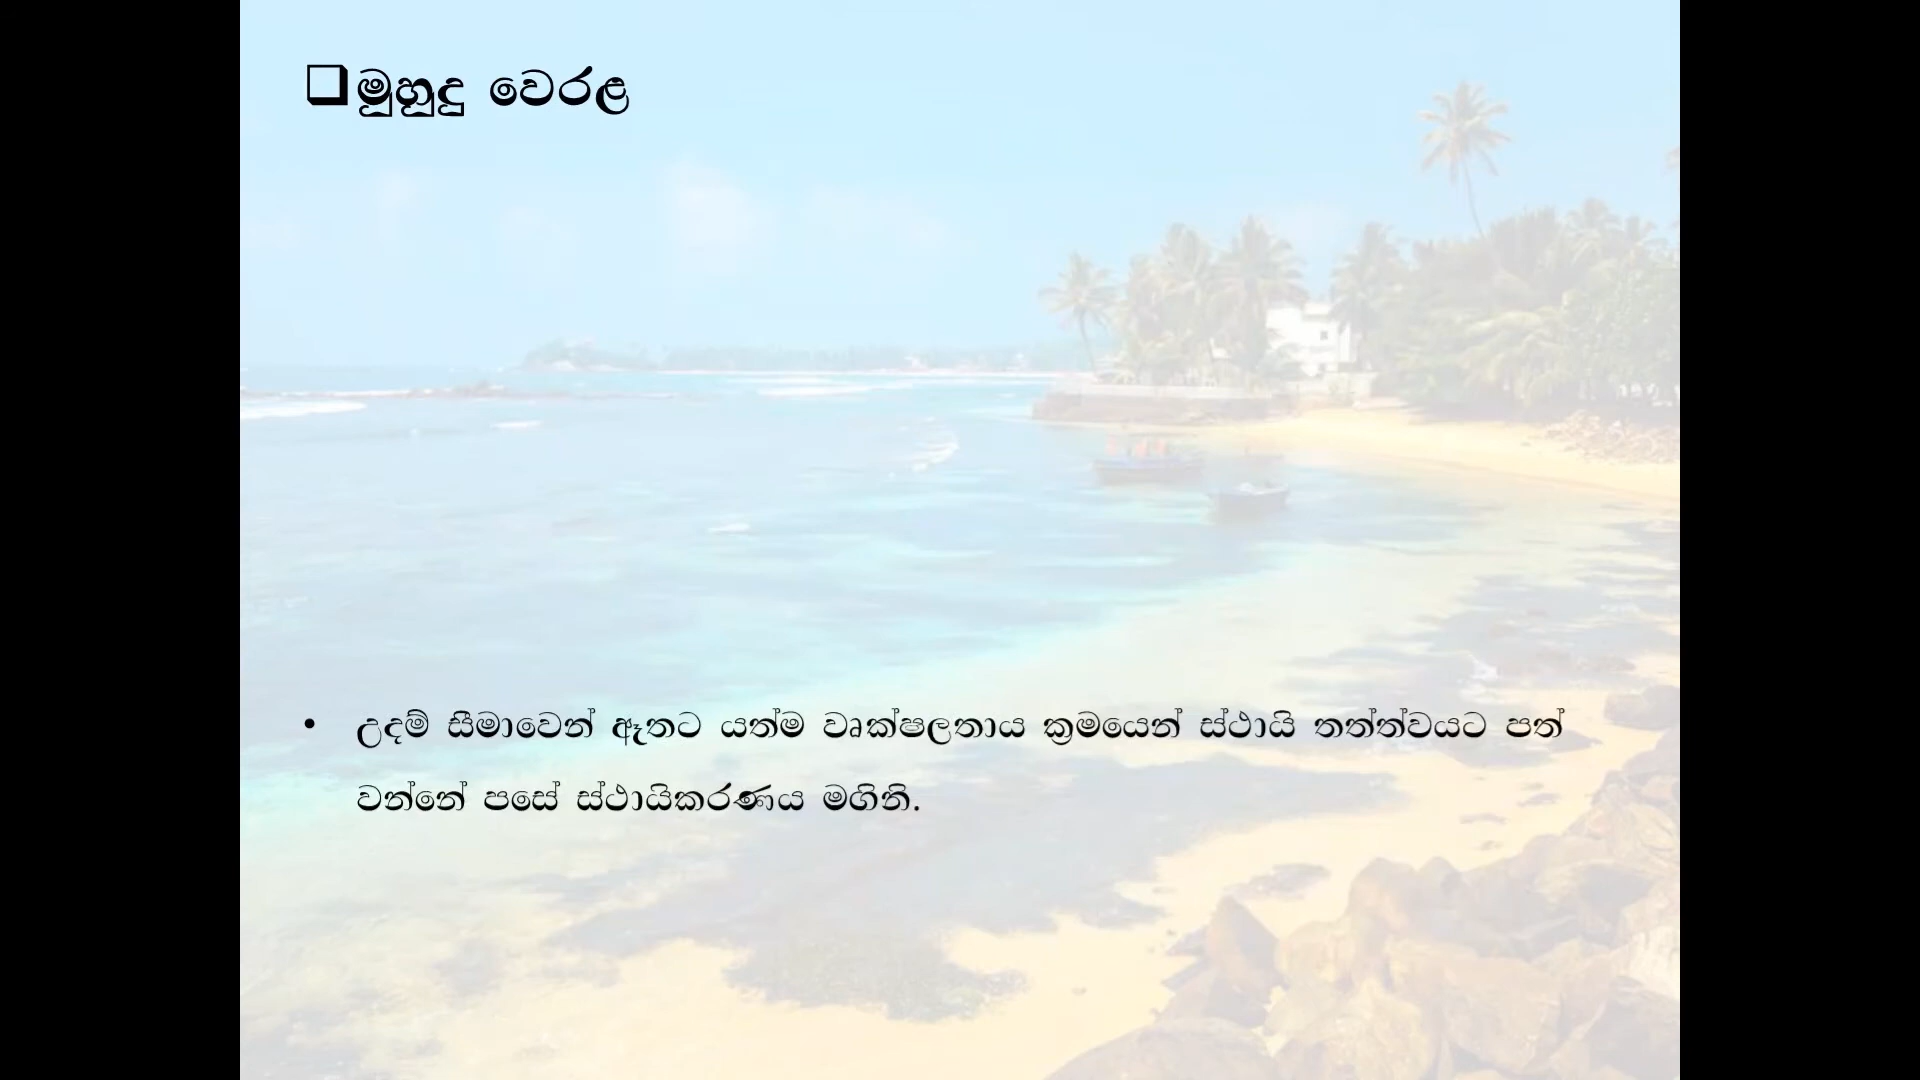 ❑මූහුදු වෙරළ
• උදම් සීමාවෙන් ඈතට යත්ම වෘක්ෂලතාය ක්‍රමයෙන් ස්ථායි තත්ත්වයට පත්
වන්නේ පසේ ස්ථායිකරණය මගිනි.